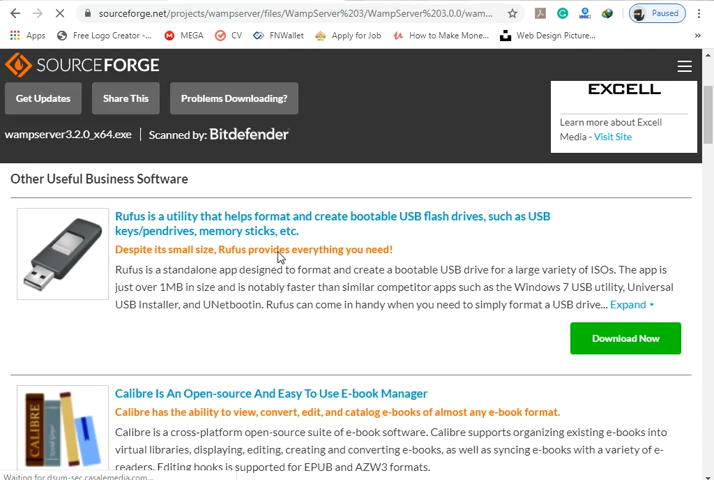 sourceforge.net/projects/wampserver/files/WampServer%203/WampServer%203.0.0/wam...
Paused
Apps
Free Logo Creator -...
MEGA
CV
FNWallet
Apply for Job
How to Make Money...
Web Design Picture...
»
SOURCEFORGE
Get Updates
Share This
Problems Downloading?
EXCELL
Learn more about Excell
Media - Visit Site
wampserver3.2.0_x64.exe
Scanned by: Bitdefender
Other Useful Business Software
Rufus is a utility that helps format and create bootable USB flash drives, such as USB
keys/pendrives, memory sticks, etc.
Despite its small size, Rufus provides everything you need!
Rufus is a standalone app designed to format and create a bootable USB drive for a large variety of ISOs. The app is
just over 1MB in size and is notably faster than similar competitor apps such as the Windows 7 USB utility, Universal
USB Installer, and UNetbootin. Rufus can come in handy when you need to simply format a USB drive... Expand
Download Now
CALIBRE
Calibre Is An Open-source And Easy To Use E-book Manager
Calibre has the ability to view, convert, edit, and catalog e-books of almost any e-book format.
Calibre is a cross-platform open-source suite of e-book software. Calibre supports organizing existing e-books into
virtual libraries, displaying, editing, creating and converting e-books, as well as syncing e-books with a variety of e-
readers. Editing books is supported for EPUB and AZW3 formats.
Waiting for dsum-sec.casalemedia.com...